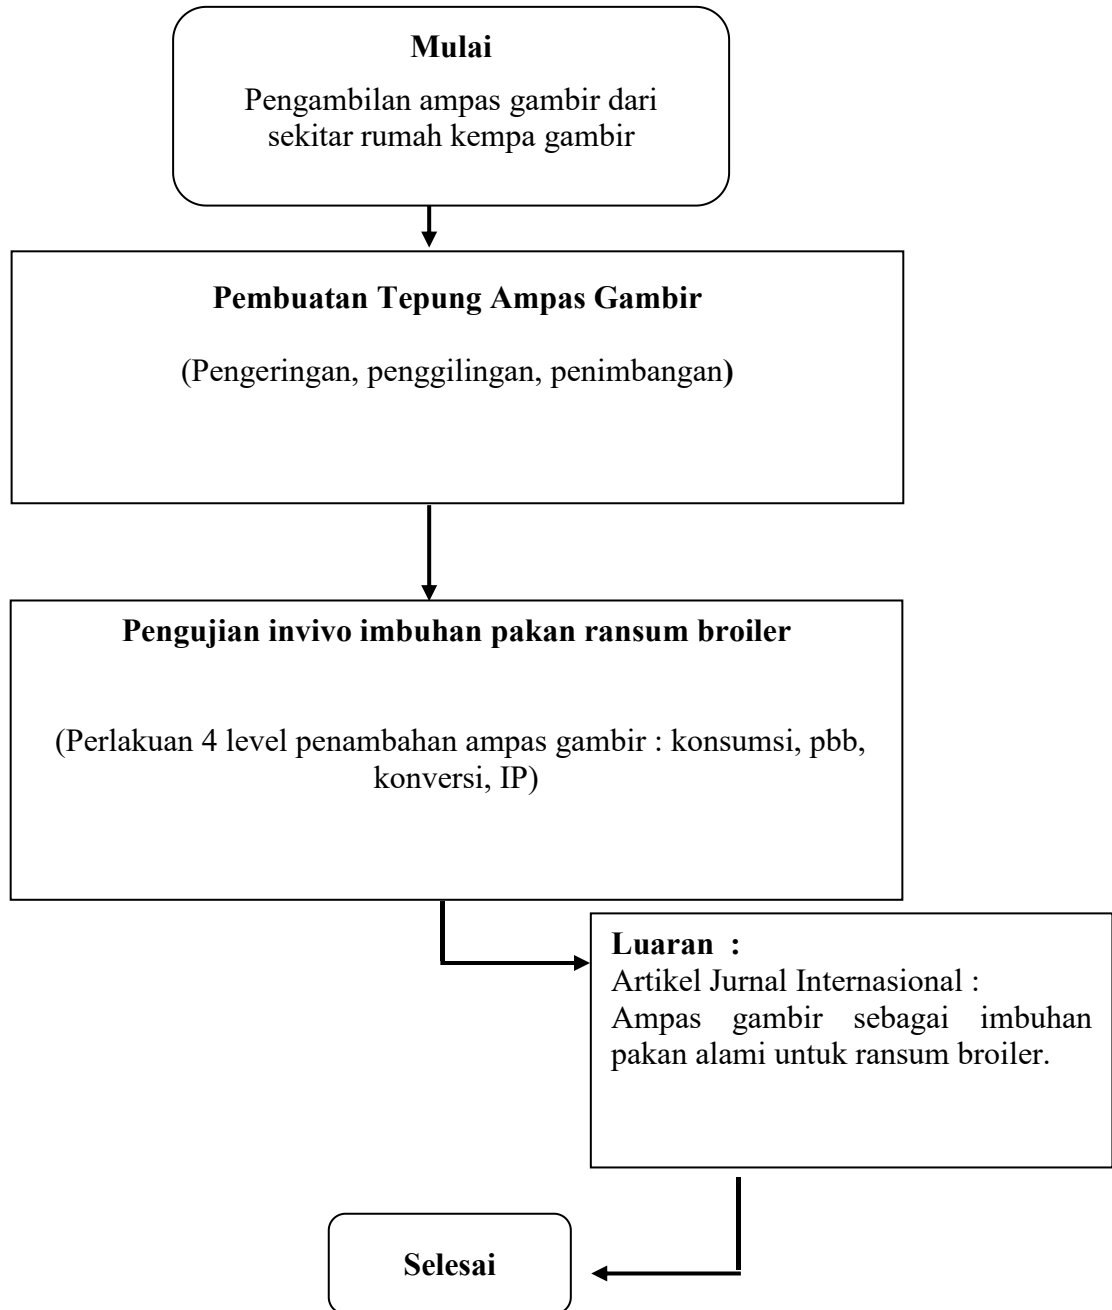 Mulai
Pengambilan ampas gambir dari
sekitar rumah kempa gambir
Pembuatan Tepung Ampas Gambir
(Pengeringan, penggilingan, penimbangan)
Pengujian invivo imbuhan pakan ransum broiler
(Perlakuan 4 level penambahan ampas gambir : konsumsi, pbb,
konversi, IP)
Luaran :
Artikel Jurnal Internasional :
Ampas gambir sebagai imbuhan
pakan alami untuk ransum broiler.
Selesai